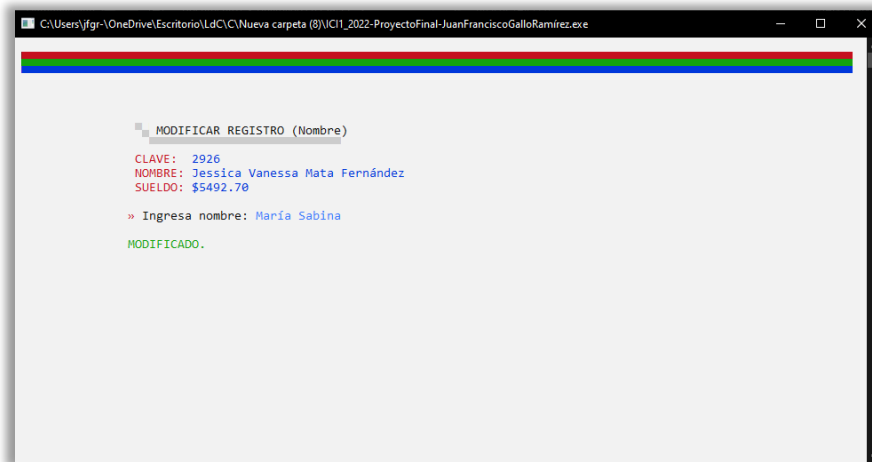 C:\Users\jfgr-\OneDrive\Escritorio\LdC\C\Nueva carpeta (8)\ICI1_2022-ProyectoFinal-JuanFranciscoGalloRamírez.exe
MODIFICAR REGISTRO (Nombre)
CLAVE: 2926
NOMBRE: Jessica Vanessa Mata Fernández
SUELDO: $5492.70
» Ingresa nombre: María Sabina
MODIFICADO.